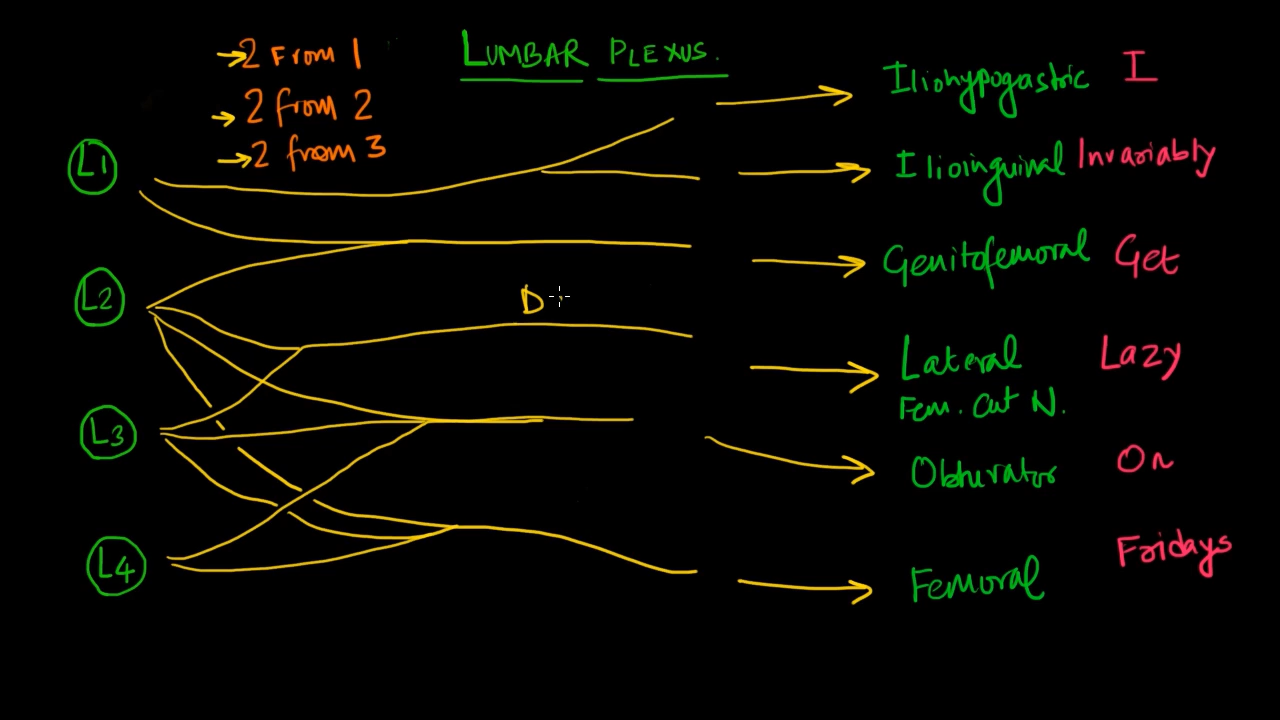 2 From 1
2 from 2
2 from 3
LUMBAR PLEXUS.
L1
L2
L3
L4
D
Iliohypogastric I
Ilioinguinal Invariably
Genitofemoral Get
Lateral Lazy
Fem. Cut N.
Obturator On
Femoral Fridays